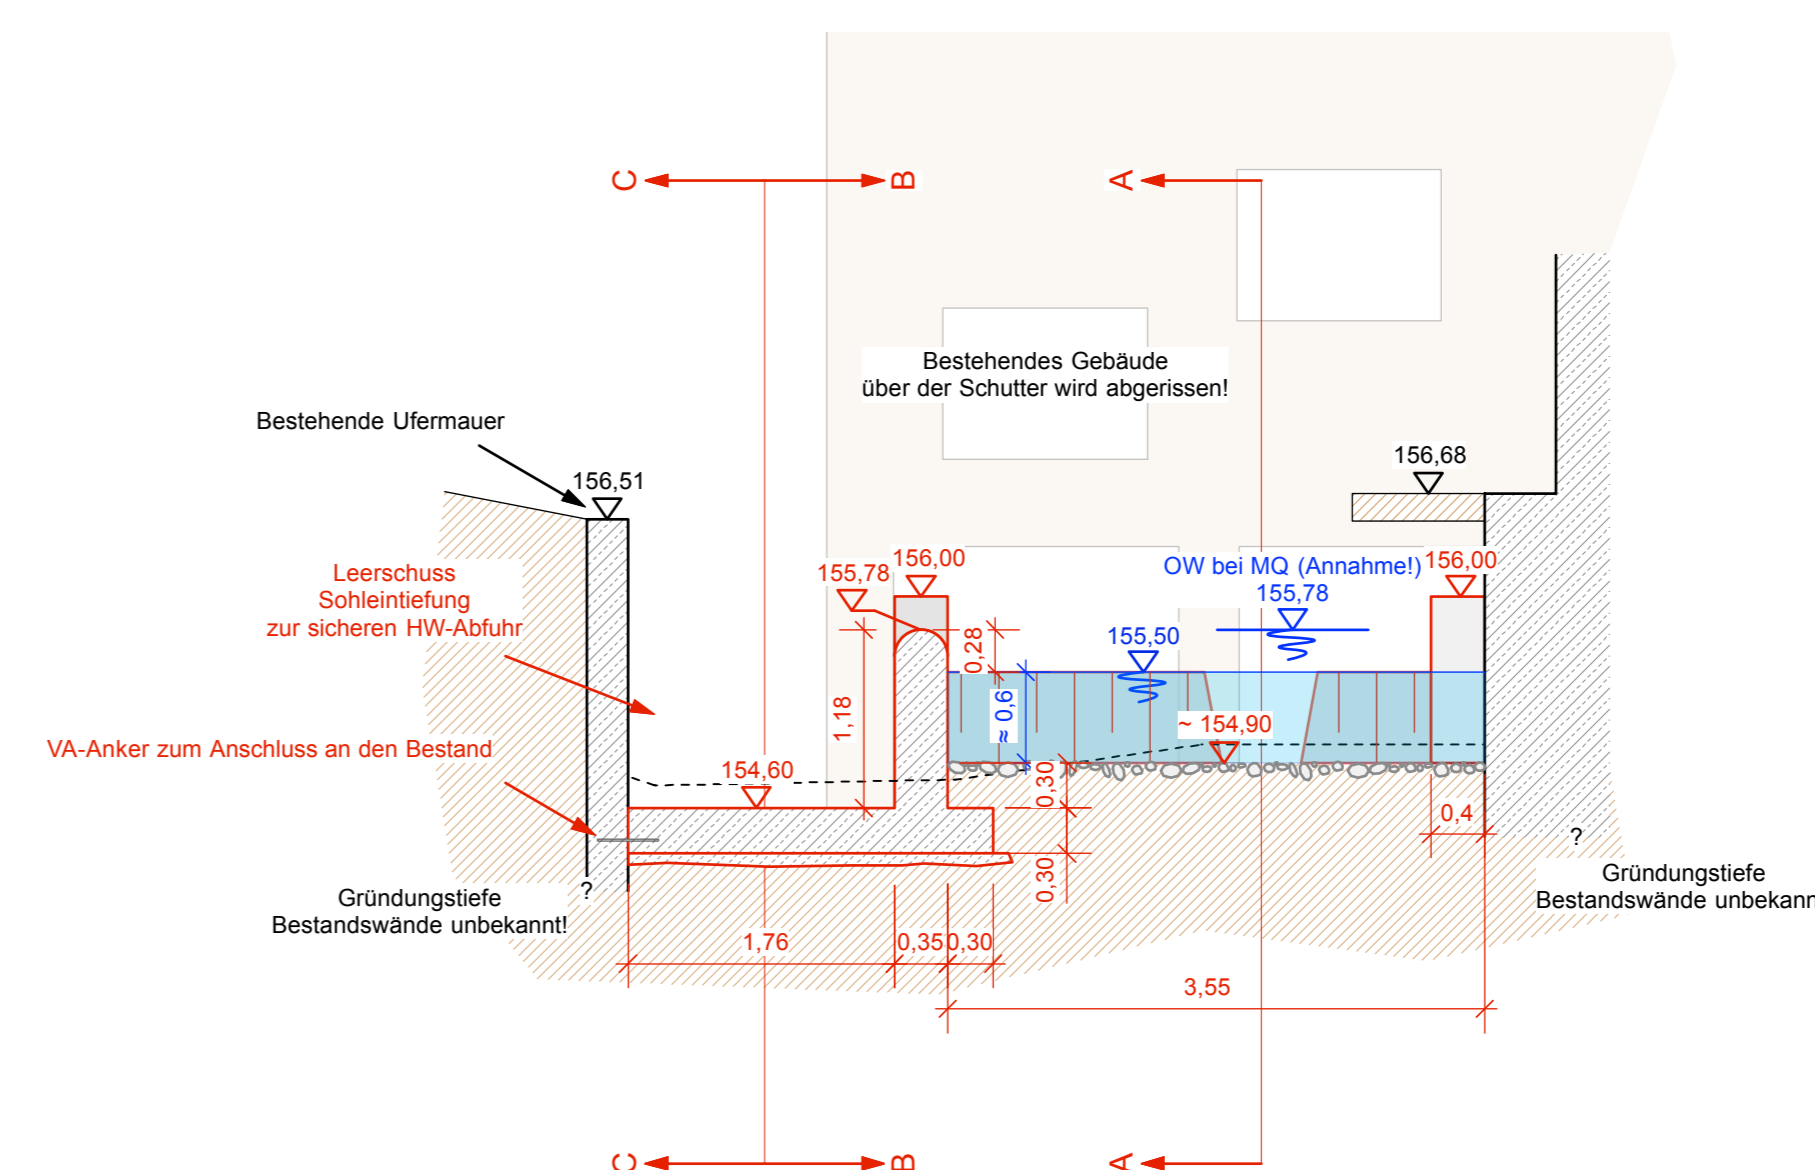 C
B
A
Bestehendes Gebäude
über der Schutter wird abgerissen!
Bestehende Ufermauer
156,51
156,68
Leerschuss
Sohleintiefung
zur sicheren HW-Abfuhr
155,78
156,00
OW bei MQ (Annahme!)
155,78
156,00
155,50
0,28
≈ 0,6
1,18
~ 154,90
VA-Anker zum Anschluss an den Bestand
154,60
0,30
0,4
?
0,30
Gründungstiefe
Bestandswände unbekannt!
?
Gründungstiefe
Bestandswände unbekann
1,76
0,35
0,30
3,55
C
B
A